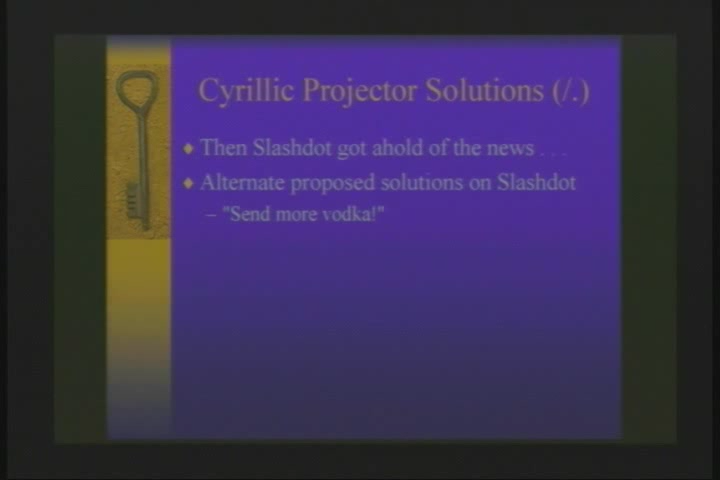 Cyrillic Projector Solutions (/.)
Then Slashdot got ahold of the news . . .
Alternate proposed solutions on Slashdot
– "Send more vodka!"